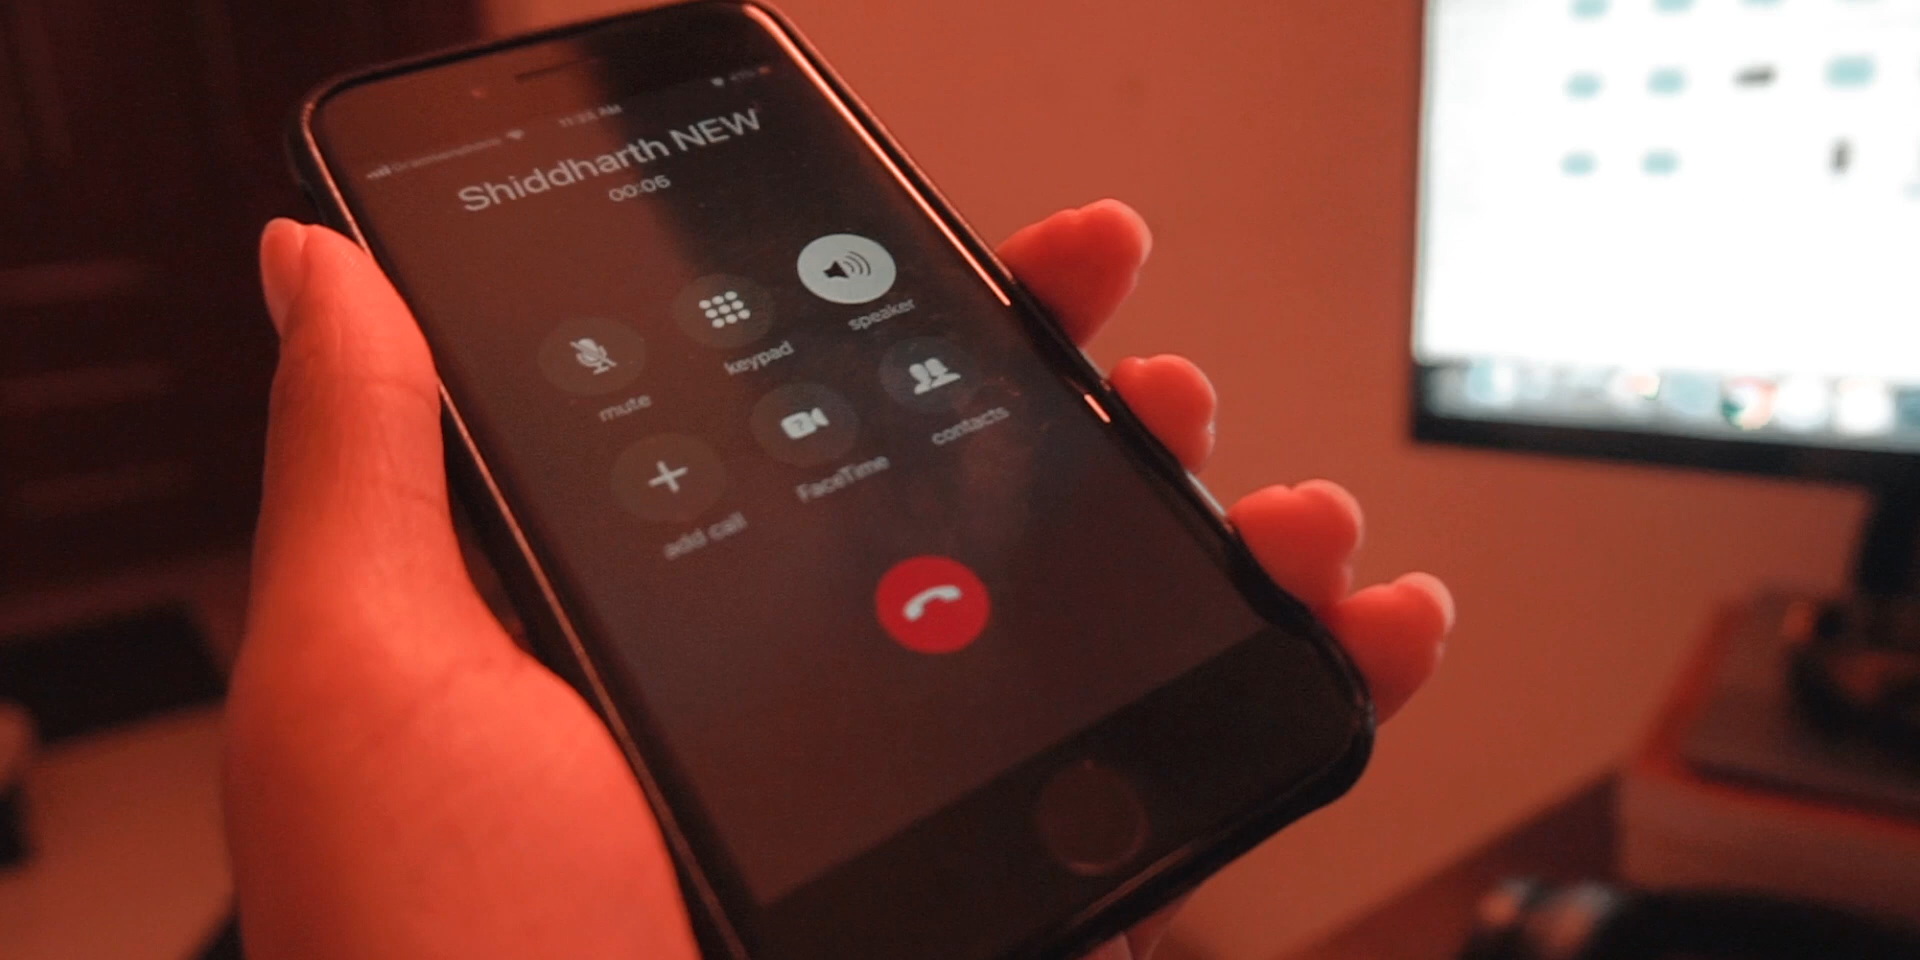 Shiddharth NEW
00:06
mute
keypad
speaker
add call
FaceTime
contacts